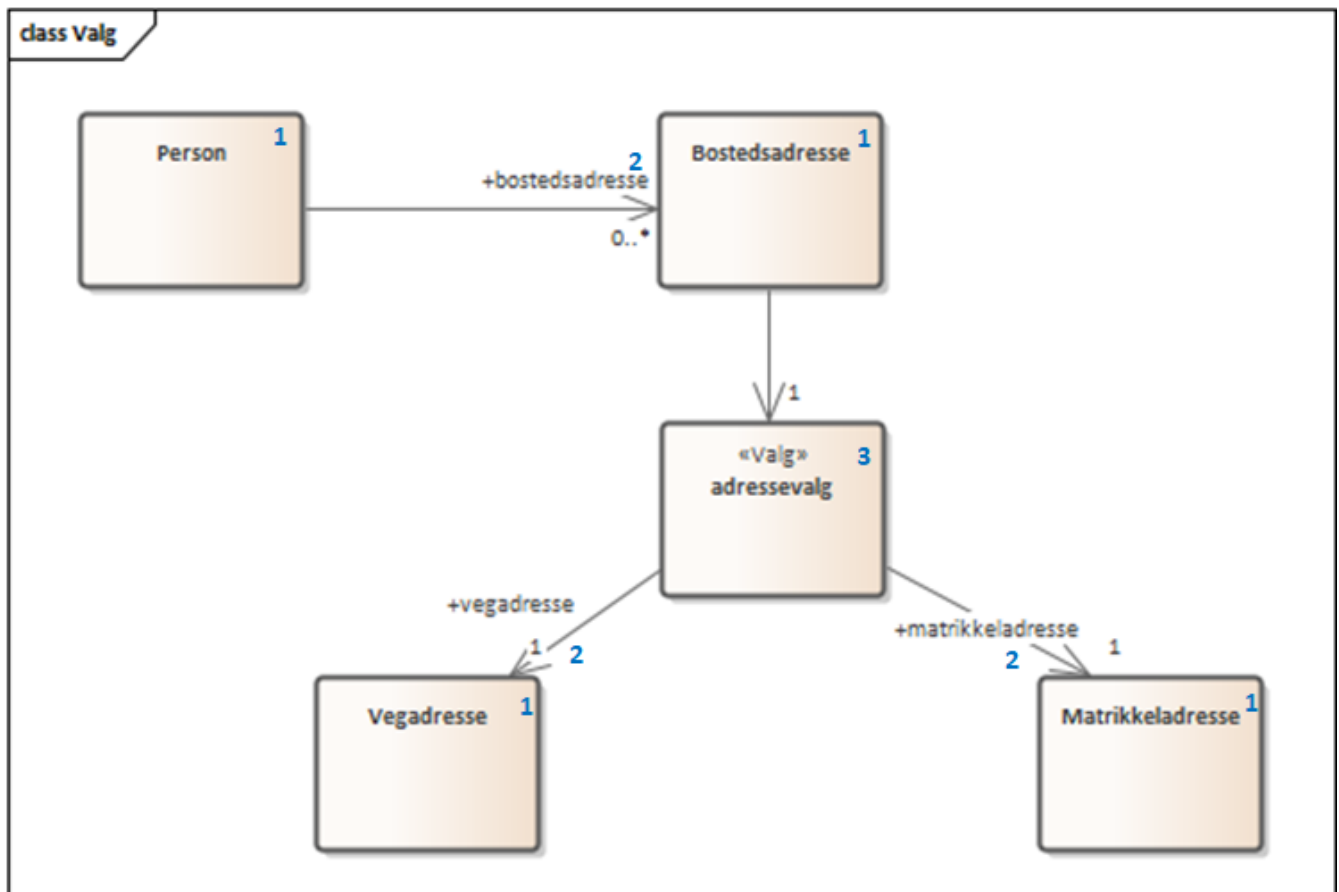 class Valg
Person
1
2
+bostedsadresse
0..*
Bostedsadresse
1
1
«Valg»
3
adressevalg
+vegadresse
1
2
+matrikkeladresse
2
1
Vegadresse
1
Matrikkeladresse
1